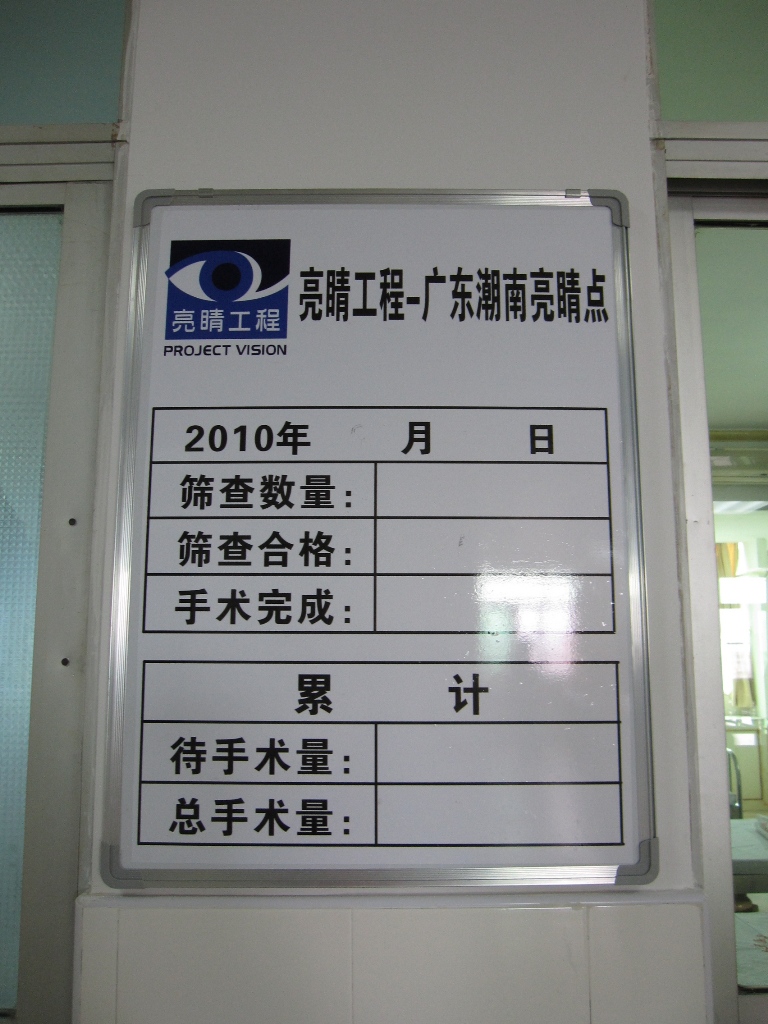 亮睛工程
PROJECT VISION
亮睛工程-广东潮南亮睛点
2010年 月 日
筛查数量:
筛查合格:
手术完成:
累 计
待手术量:
总手术量: